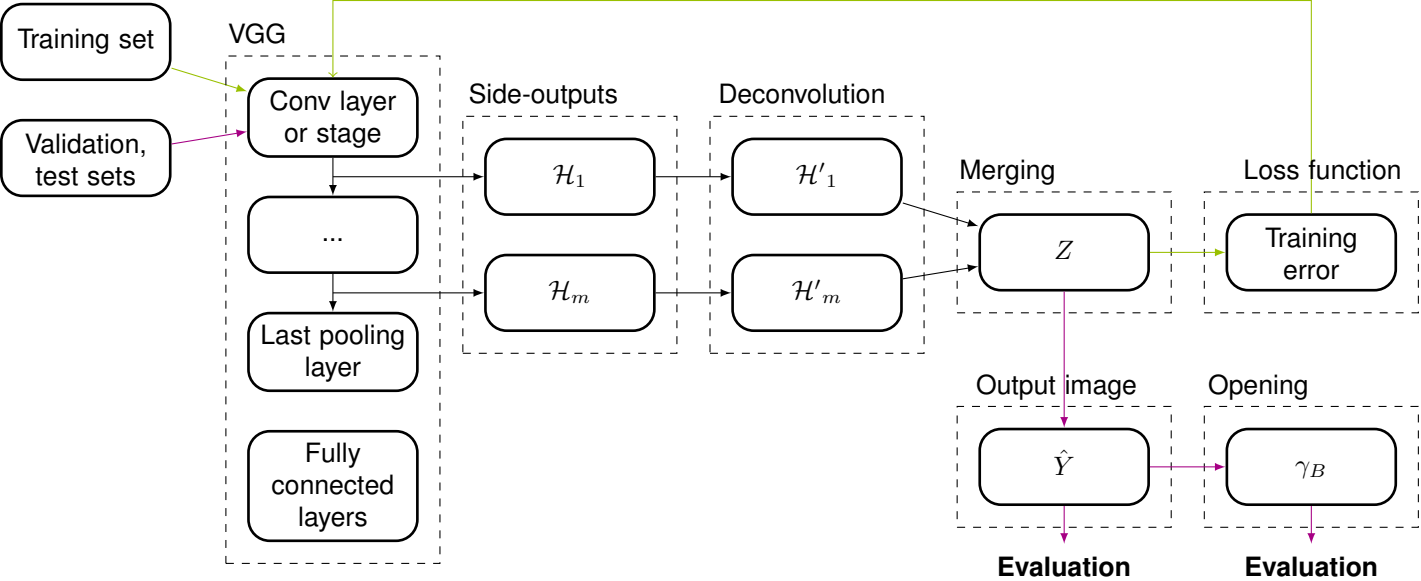 Training set
Validation,
test sets
VGG
Conv layer
or stage
...
Last pooling
layer
Fully
connected
layers
Side-outputs
ℋ₁
ℋₘ
Deconvolution
ℋ′₁
ℋ′ₘ
Merging
Z
Loss function
Training
error
Output image
Ŷ
Evaluation
Opening
γ_B
Evaluation